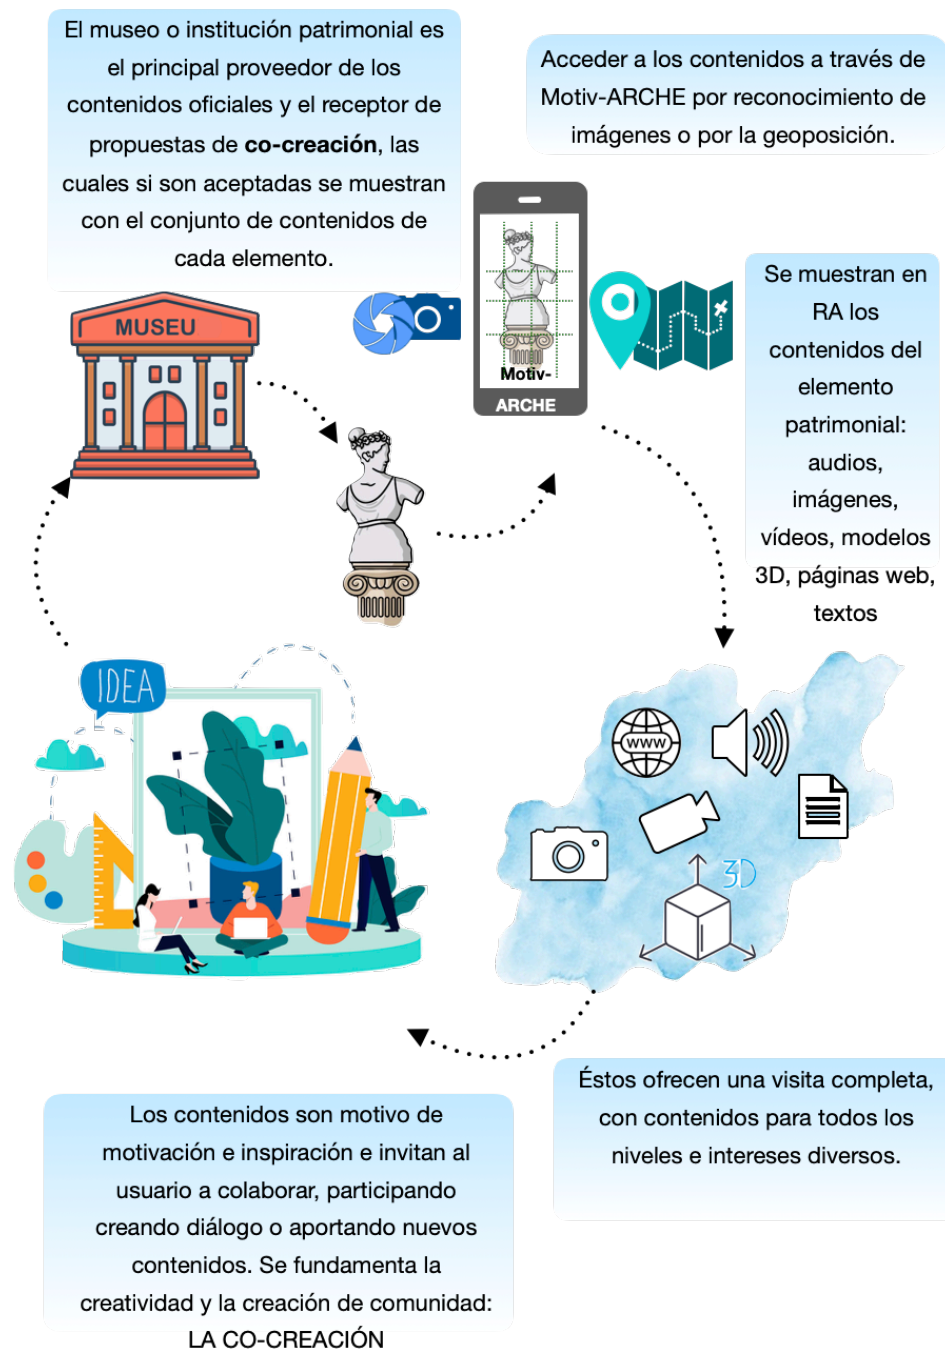 El museo o institución patrimonial es
el principal proveedor de los
contenidos oficiales y el receptor de
propuestas de co-creación, las
cuales si son aceptadas se muestran
con el conjunto de contenidos de
cada elemento.
Acceder a los contenidos a través de
Motiv-ARCHE por reconocimiento de
imágenes o por la geoposición.
MUSEU
Motiv-
ARCHE
Se muestran en
RA los
contenidos del
elemento
patrimonial:
audios,
imágenes,
vídeos, modelos
3D, páginas web,
textos
IDEA
WWW
3D
Éstos ofrecen una visita completa,
con contenidos para todos los
niveles e intereses diversos.
Los contenidos son motivo de
motivación e inspiración e invitan al
usuario a colaborar, participando
creando diálogo o aportando nuevos
contenidos. Se fundamenta la
creatividad y la creación de comunidad:
LA CO-CREACIÓN